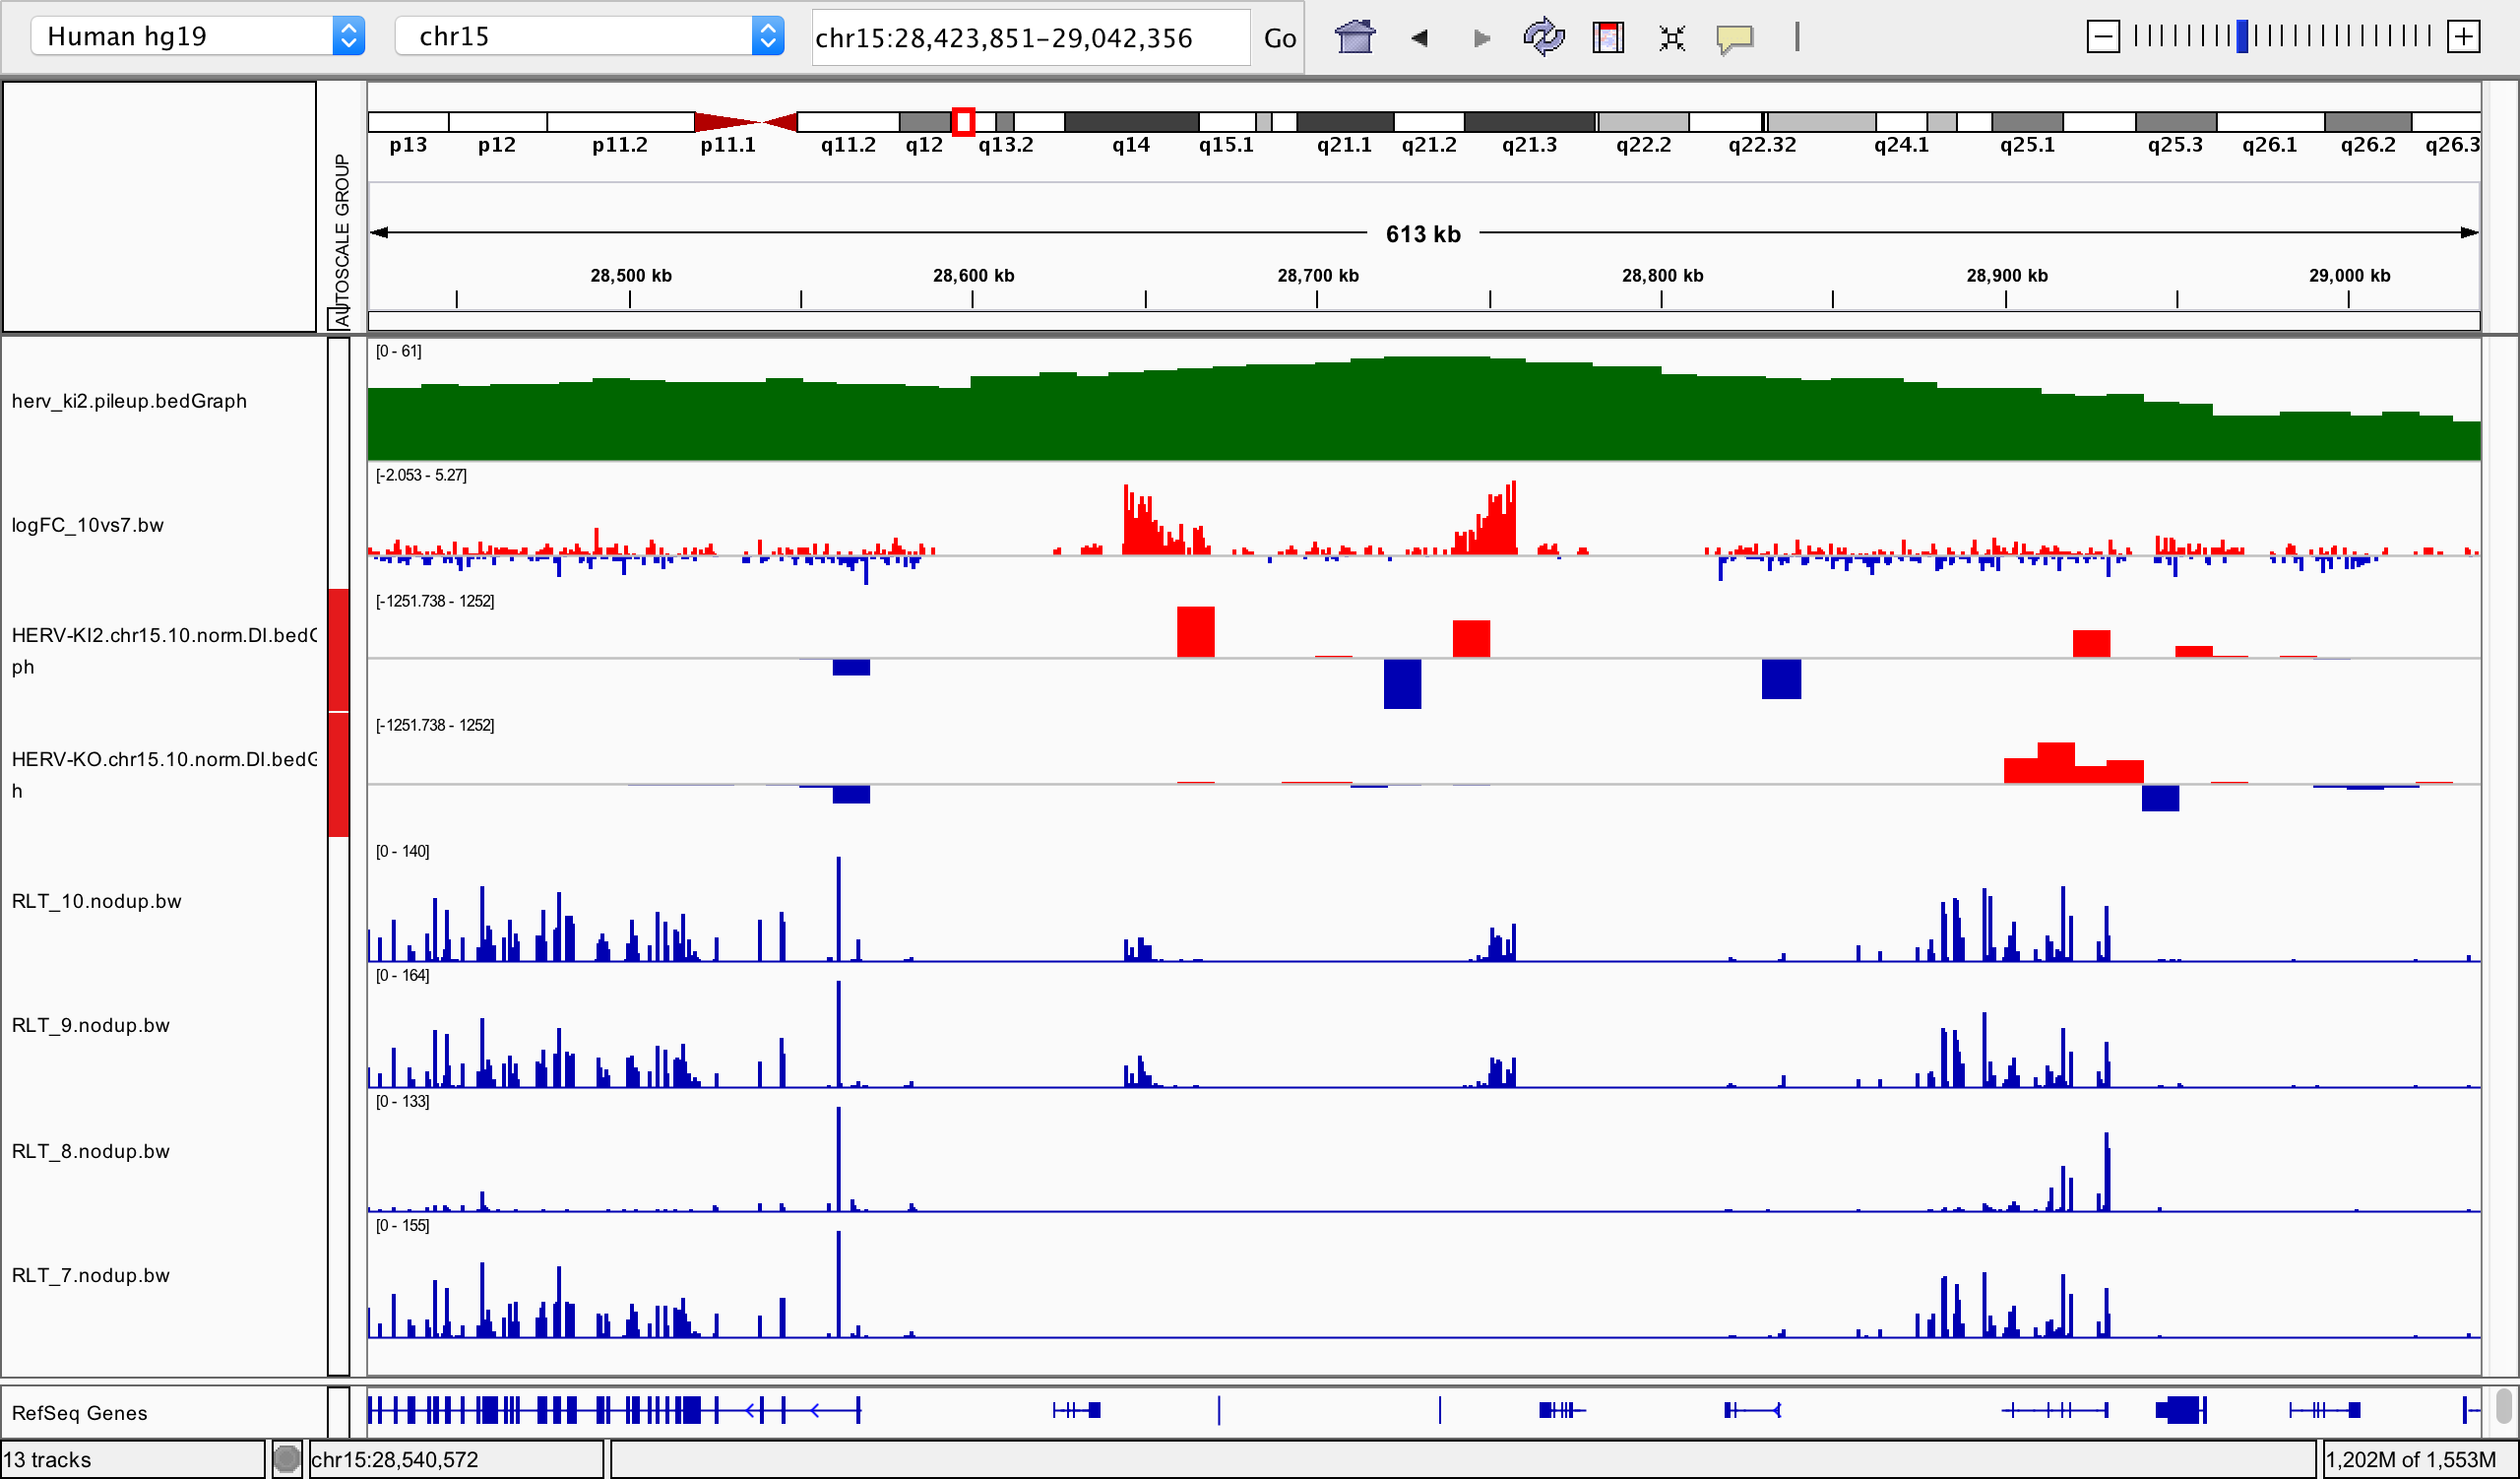 Human hg19
chr15
chr15:28,423,851-29,042,356
Go
p13 p12 p11.2 p11.1 q11.2 q12 q13.2 q14 q15.1 q21.1 q21.2 q21.3 q22.2 q22.32 q24.1 q25.1 q25.3 q26.1 q26.2 q26.3
AUTOSCALE GROUP
613 kb
28,500 kb 28,600 kb 28,700 kb 28,800 kb 28,900 kb 29,000 kb
[0 - 61]
herv_ki2.pileup.bedGraph
[-2.053 - 5.27]
logFC_10vs7.bw
[-1251.738 - 1252]
HERV-KI2.chr15.10.norm.DI.bedG
ph
[-1251.738 - 1252]
HERV-KO.chr15.10.norm.DI.bedG
h
[0 - 140]
RLT_10.nodup.bw
[0 - 164]
RLT_9.nodup.bw
[0 - 133]
RLT_8.nodup.bw
[0 - 155]
RLT_7.nodup.bw
RefSeq Genes
13 tracks
chr15:28,540,572
1,202M of 1,553M